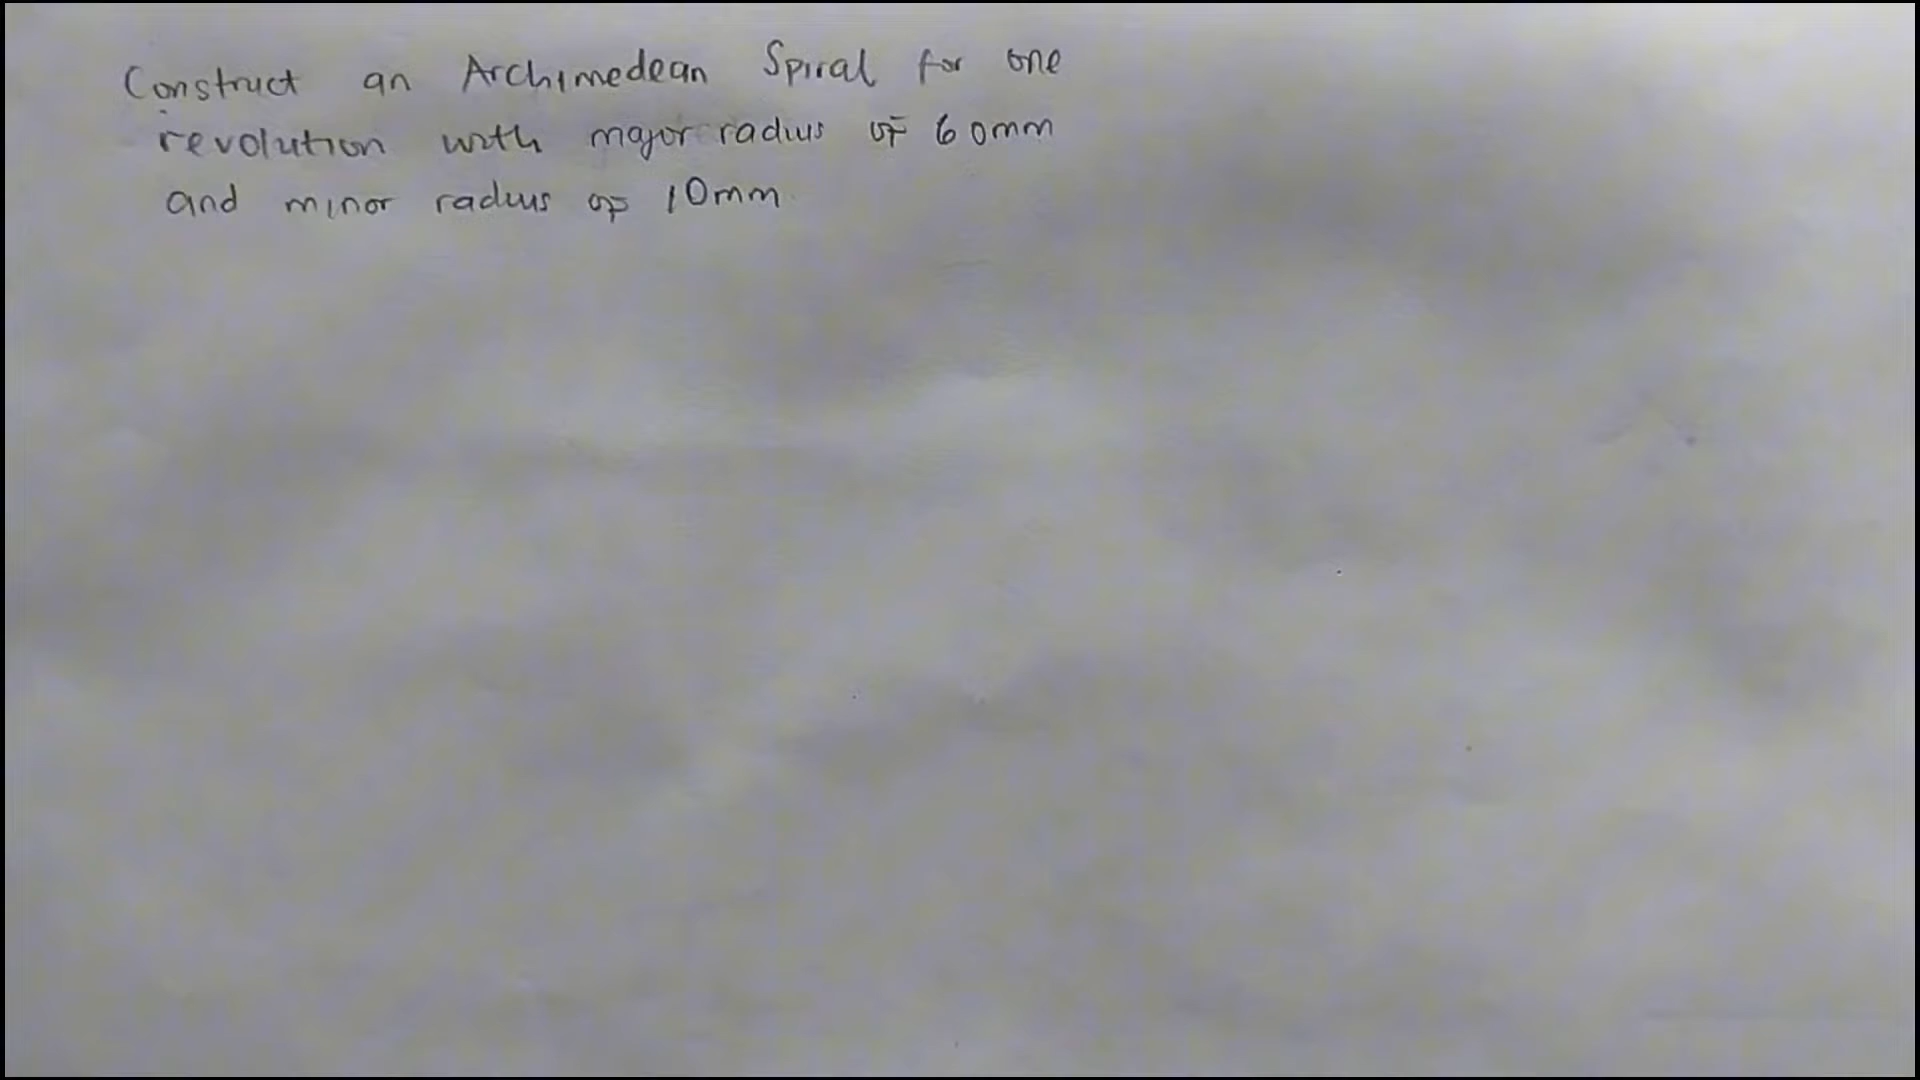 Construct an Archimedean Spiral for one
revolution with major radius of 60mm
and minor radius of 10mm